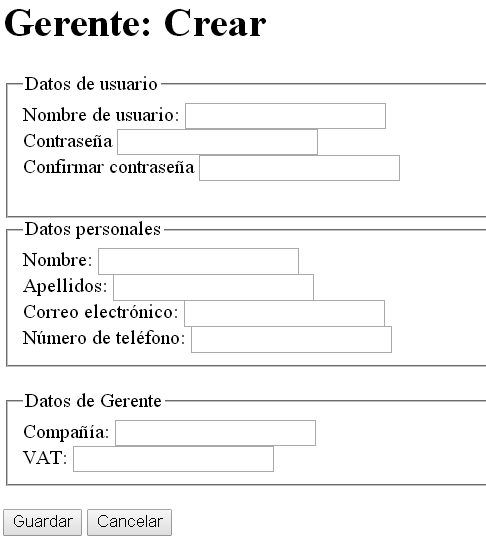 Gerente: Crear
Datos de usuario
Nombre de usuario:
Contraseña
Confirmar contraseña
Datos personales
Nombre:
Apellidos:
Correo electrónico:
Número de teléfono:
Datos de Gerente
Compañía:
VAT:
Guardar Cancelar